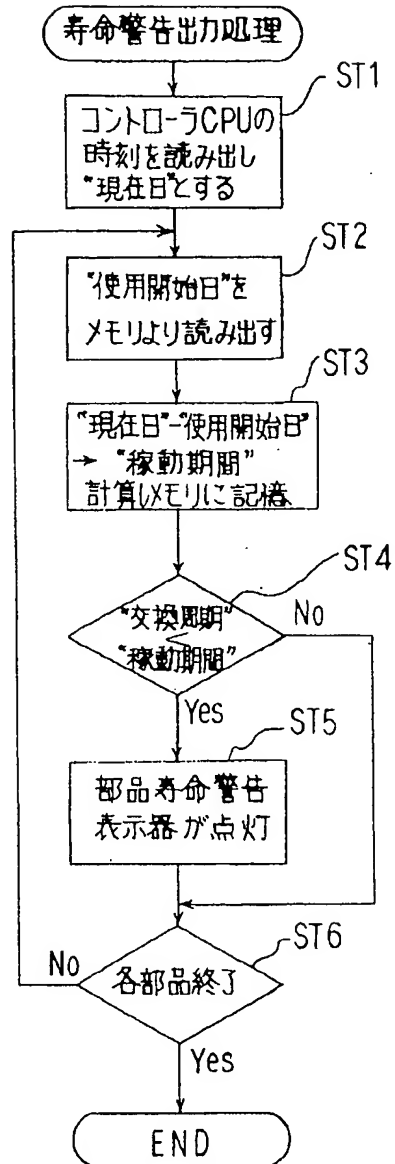 寿命警告出力処理
ST1
コントローラCPUの
時刻を読み出し
"現在日"とする
ST2
"使用開始日"を
メモリより読み出す
ST3
"現在日"-"使用開始日"
→ "稼動期間"
計算しメモリに記憶
ST4
"交換周期"
<
"稼動期間"
No
Yes
ST5
部品寿命警告
表示器が点灯
ST6
No
各部品終了
Yes
END